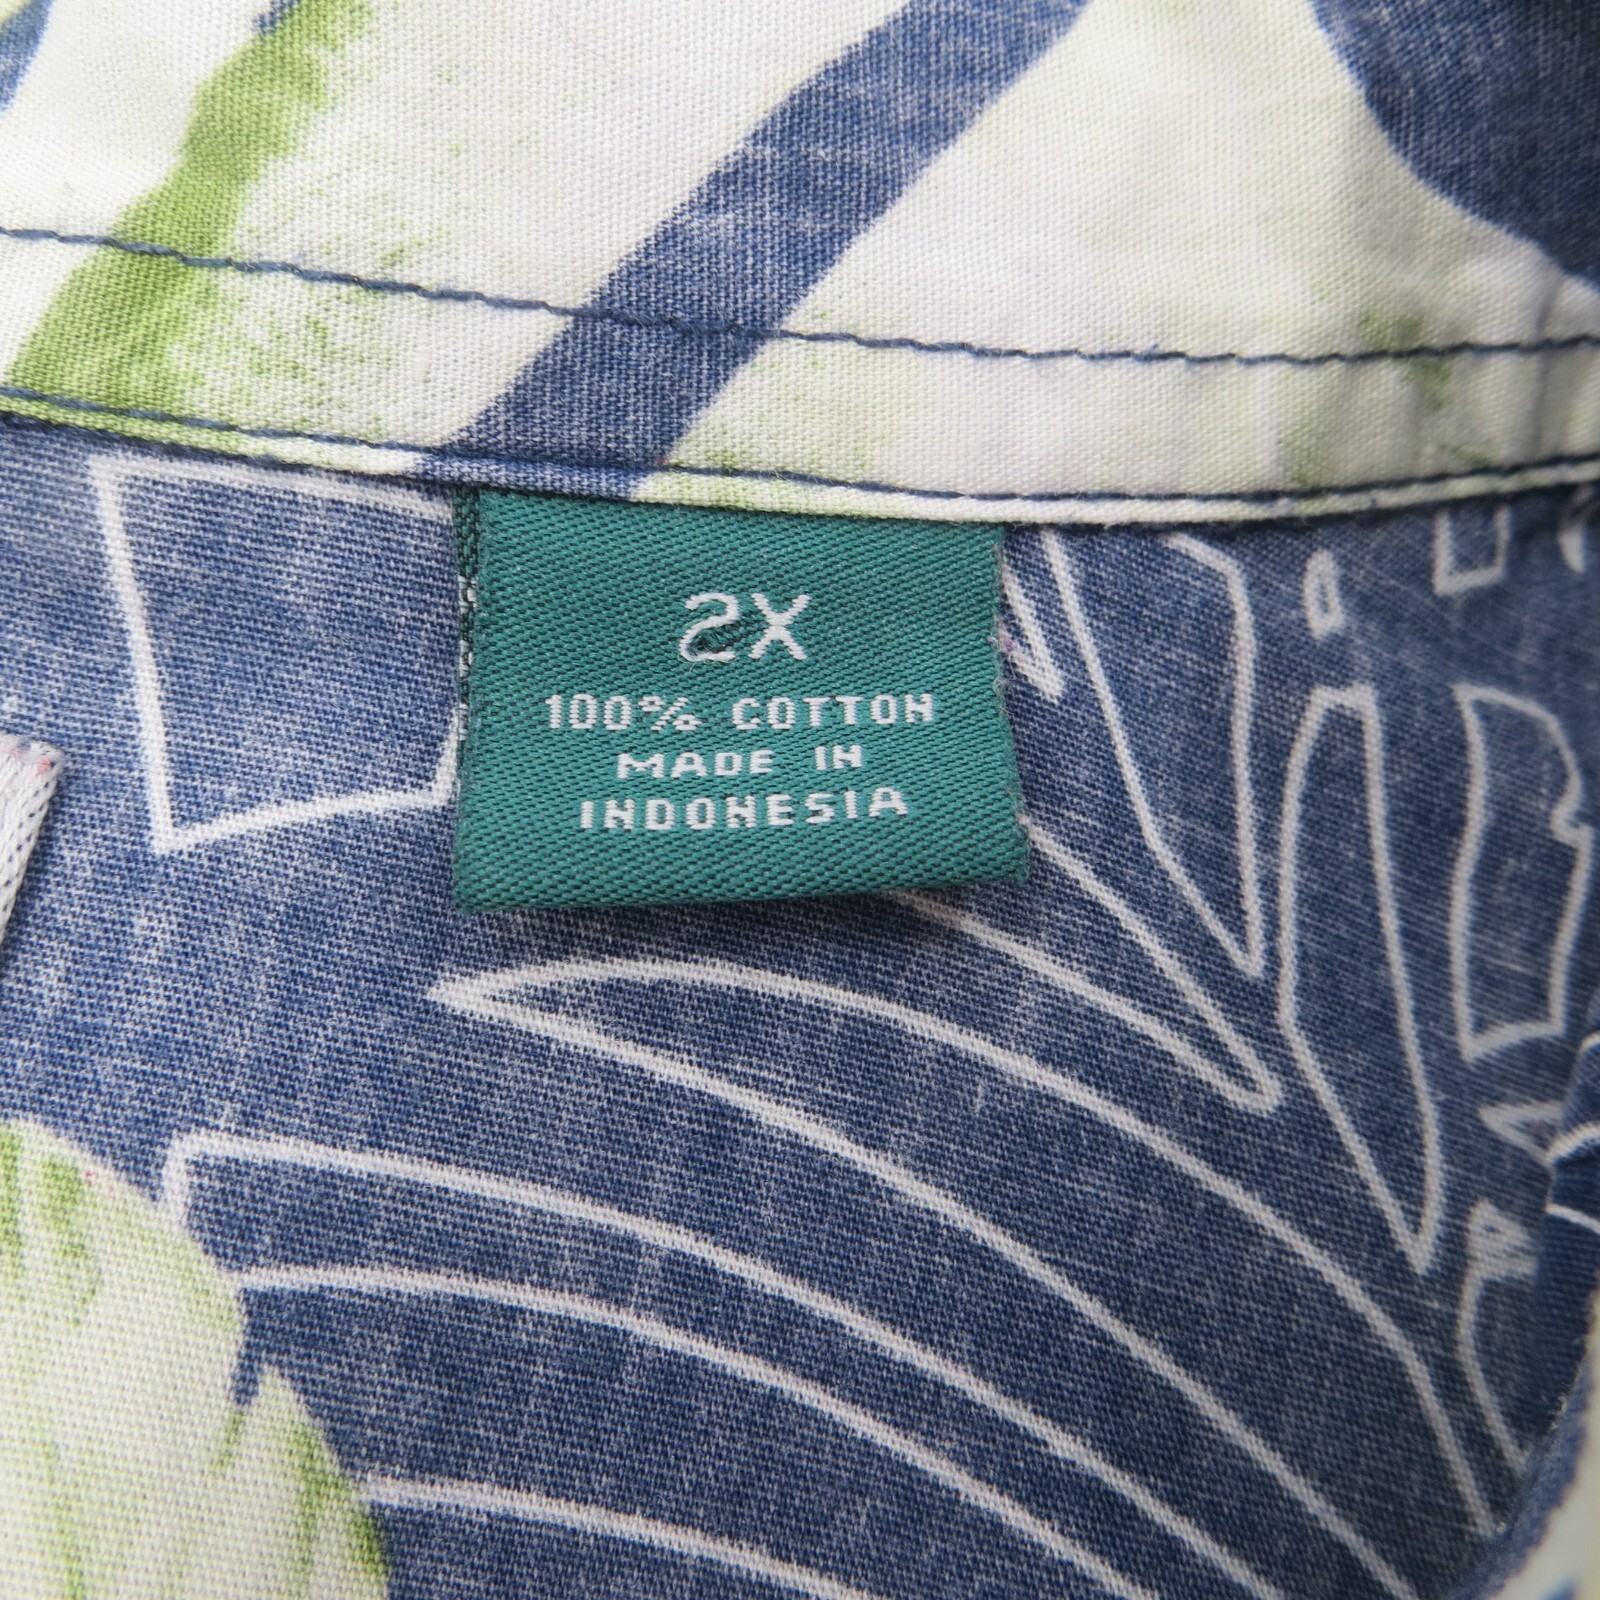 2X
100% COTTON
MADE IN
INDONESIA